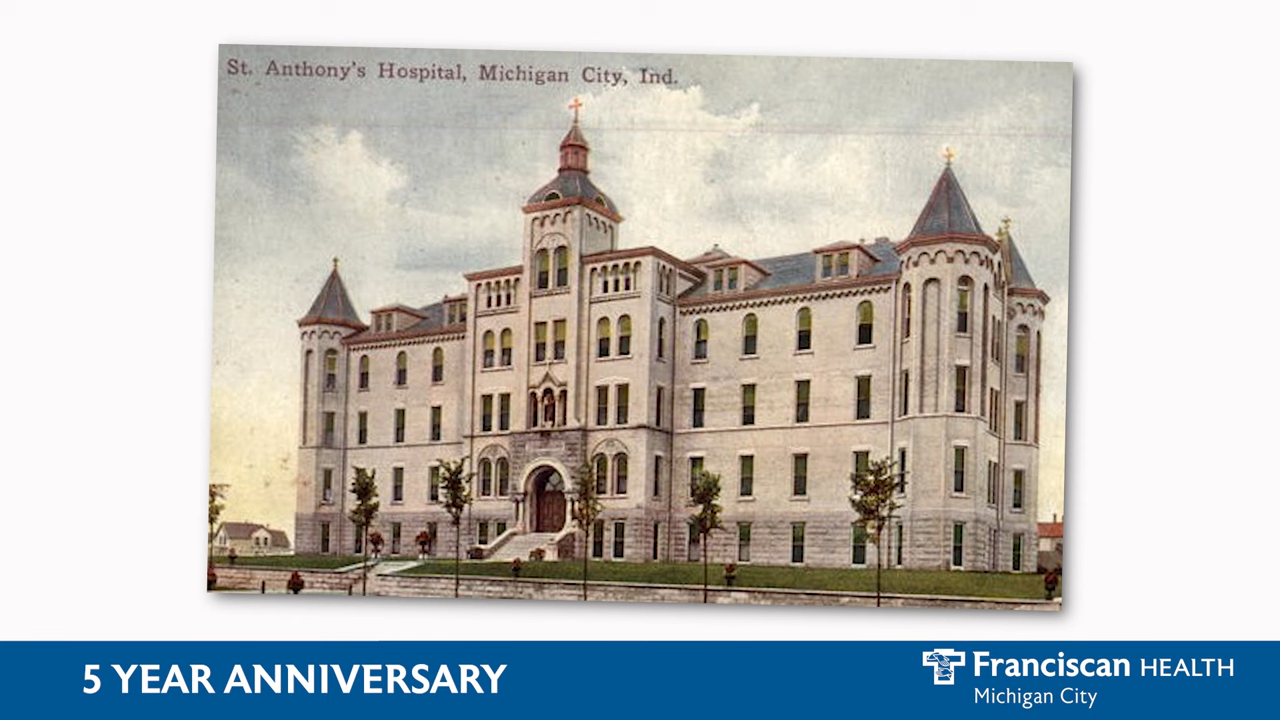 St. Anthony's Hospital, Michigan City, Ind.
5 YEAR ANNIVERSARY
Franciscan HEALTH
Michigan City